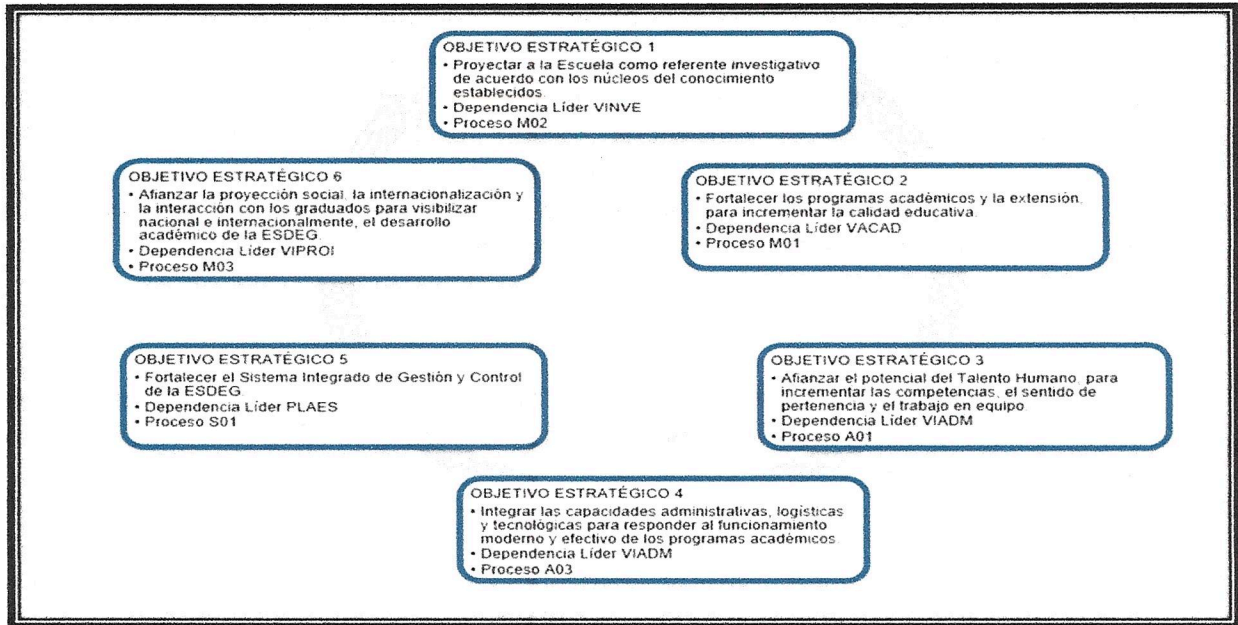 OBJETIVO ESTRATÉGICO 1
• Proyectar a la Escuela como referente investigativo
de acuerdo con los núcleos del conocimiento
establecidos.
• Dependencia Líder VINVE
• Proceso M02
OBJETIVO ESTRATÉGICO 2
• Fortalecer los programas académicos y la extensión,
para incrementar la calidad educativa.
• Dependencia Líder VACAD
• Proceso M01
OBJETIVO ESTRATÉGICO 3
• Afianzar el potencial del Talento Humano, para
incrementar las competencias, el sentido de
pertenencia y el trabajo en equipo.
• Dependencia Líder VIADM
• Proceso A01
OBJETIVO ESTRATÉGICO 4
• Integrar las capacidades administrativas, logísticas
y tecnológicas para responder al funcionamiento
moderno y efectivo de los programas académicos.
• Dependencia Líder VIADM
• Proceso A03
OBJETIVO ESTRATÉGICO 5
• Fortalecer el Sistema Integrado de Gestión y Control
de la ESDEG.
• Dependencia Líder PLAES
• Proceso S01
OBJETIVO ESTRATÉGICO 6
• Afianzar la proyección social, la internacionalización y
la interacción con los graduados para visibilizar
nacional e internacionalmente, el desarrollo
académico de la ESDEG.
• Dependencia Líder VIPROI
• Proceso M03